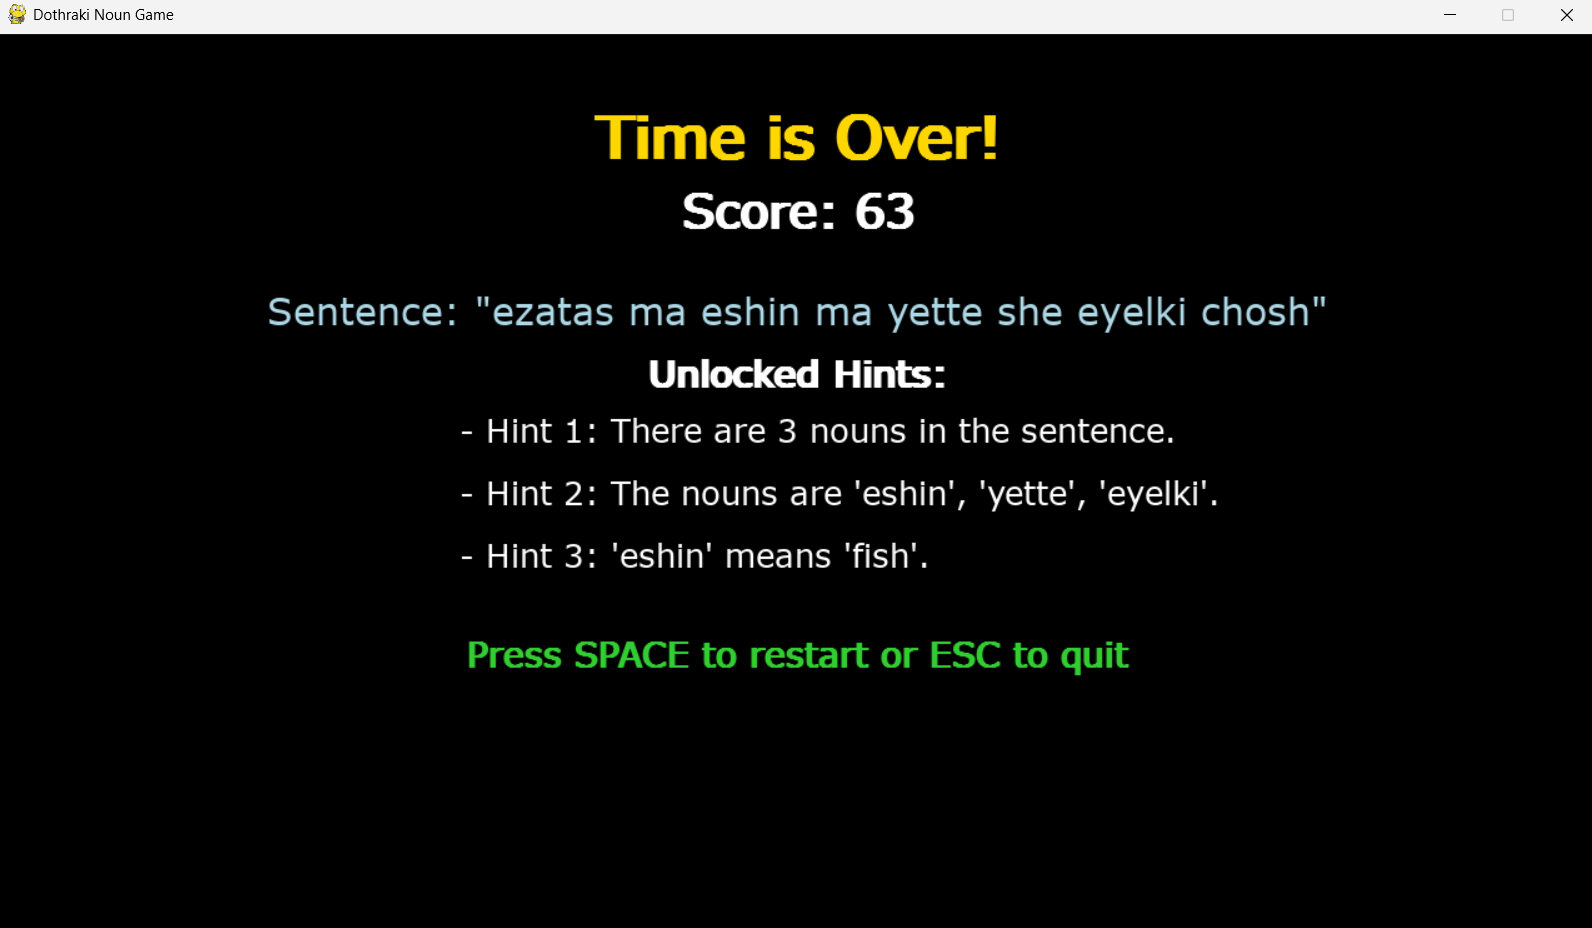 Dothraki Noun Game
Time is Over!
Score: 63
Sentence: "ezatas ma eshin ma yette she eyelki chosh"
Unlocked Hints:
- Hint 1: There are 3 nouns in the sentence.
- Hint 2: The nouns are 'eshin', 'yette', 'eyelki'.
- Hint 3: 'eshin' means 'fish'.
Press SPACE to restart or ESC to quit